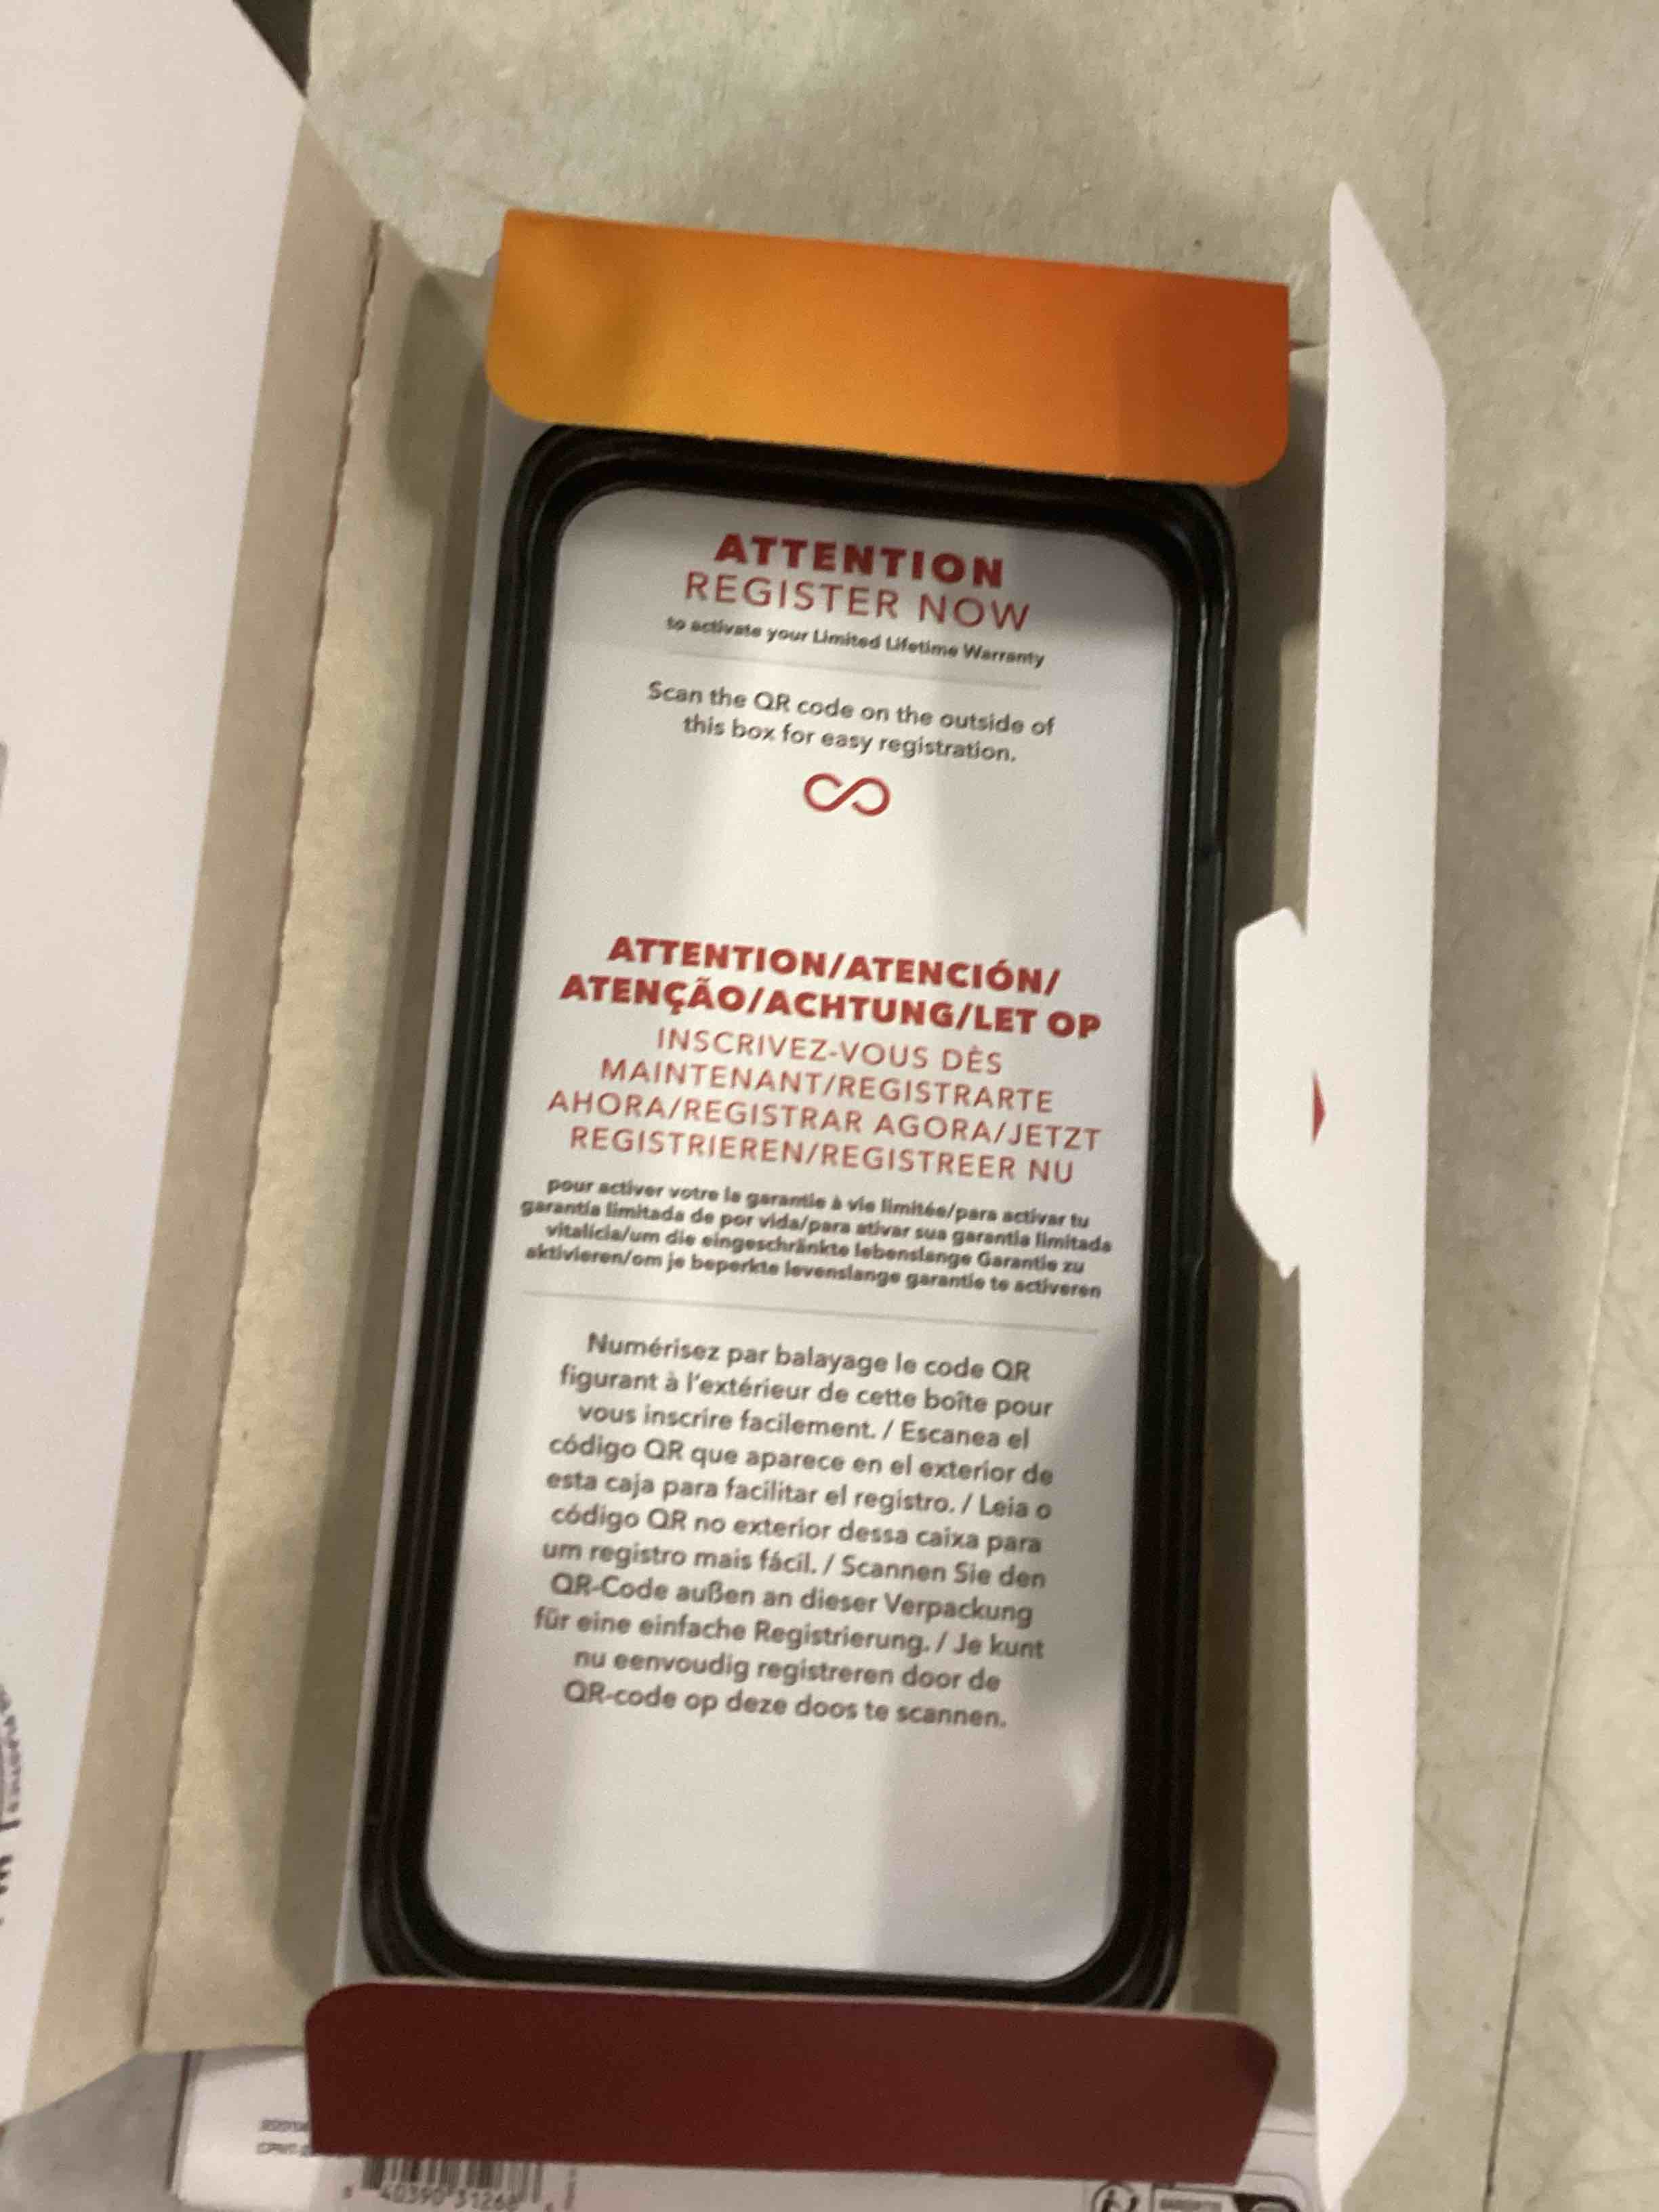 ATTENTION
REGISTER NOW
to activate your Limited Lifetime Warranty
Scan the QR code on the outside of
this box for easy registration.
ATTENTION/ATENCIÓN/
ATENÇÃO/ACHTUNG/LET OP
INSCRIVEZ-VOUS DÈS
MAINTENANT/REGISTRARTE
AHORA/REGISTRAR AGORA/JETZT
REGISTRIEREN/REGISTREER NU
pour activer votre la garantie à vie limitée/para activar tu
garantía limitada de por vida/para ativar sua garantia limitada
vitalícia/um die eingeschränkte lebenslange Garantie zu
aktivieren/om je beperkte levenslange garantie te activeren
Numérisez par balayage le code QR
figurant à l'extérieur de cette boîte pour
vous inscrire facilement. / Escanea el
código QR que aparece en el exterior de
esta caja para facilitar el registro. / Leia o
código QR no exterior dessa caixa para
um registro mais fácil. / Scannen Sie den
QR-Code außen an dieser Verpackung
für eine einfache Registrierung. / Je kunt
nu eenvoudig registreren door de
QR-code op deze doos te scannen.
40390 31268